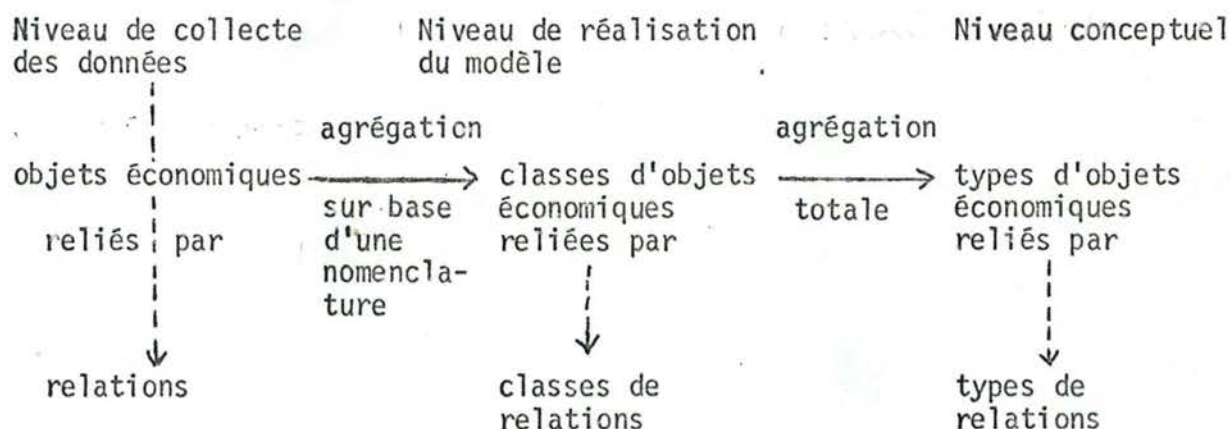 Niveau de collecte
des données
Niveau de réalisation
du modèle
Niveau conceptuel
agrégation
agrégation
objets économiques
classes d'objets
types d'objets
sur base
économiques
totale
économiques
reliés par
d'une
reliées par
reliés par
nomencla-
ture
relations
classes de
types de
relations
relations